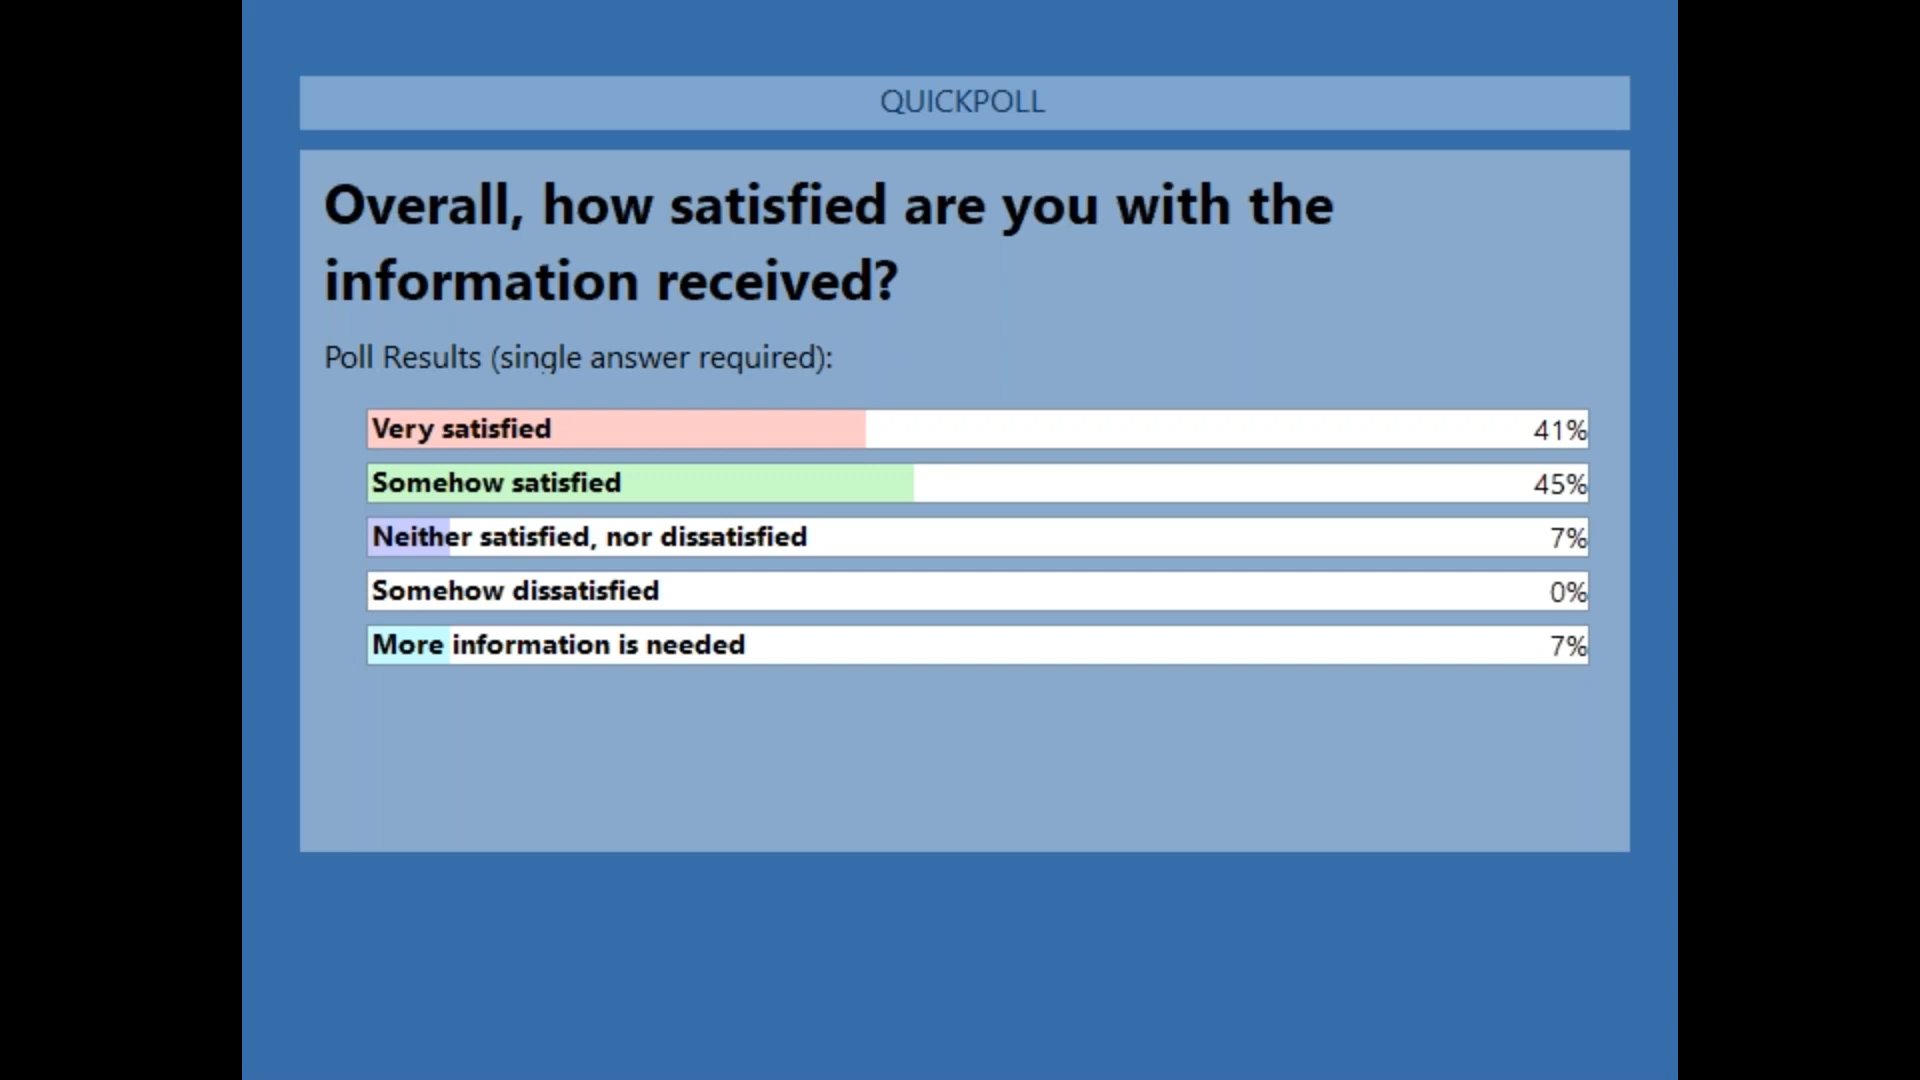 QUICKPOLL
Overall, how satisfied are you with the
information received?
Poll Results (single answer required):
Very satisfied 41%
Somehow satisfied 45%
Neither satisfied, nor dissatisfied 7%
Somehow dissatisfied 0%
More information is needed 7%